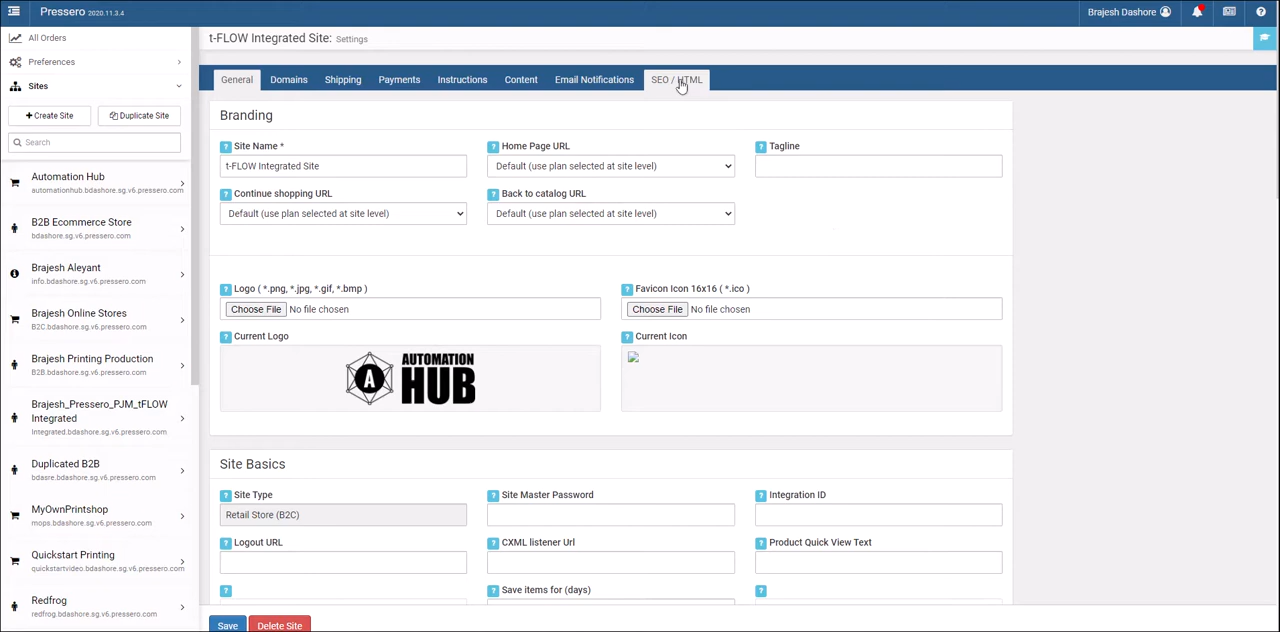 Pressero 2020.11.3.4
Brajesh Dashore
All Orders
Preferences
Sites
+ Create Site
Duplicate Site
Search
Automation Hub
automationhub.bdashore.sg.v6.pressero.com
B2B Ecommerce Store
bdashore.sg.v6.pressero.com
Brajesh Aleyant
info.bdashore.sg.v6.pressero.com
Brajesh Online Stores
B2C.bdashore.sg.v6.pressero.com
Brajesh Printing Production
B2B.bdashore.sg.v6.pressero.com
Brajesh_Pressero_PJM_tFLOW
Integrated
Integrated.bdashore.sg.v6.pressero.com
Duplicated B2B
bdasre.bdashore.sg.v6.pressero.com
MyOwnPrintshop
mops.bdashore.sg.v6.pressero.com
Quickstart Printing
quickstartvideo.bdashore.sg.v6.pressero.com
Redfrog
redfrog.bdashore.sg.v6.pressero.com
t-FLOW Integrated Site: Settings
General Domains Shipping Payments Instructions Content Email Notifications SEO / HTML
Branding
? Site Name * ? Home Page URL ? Tagline
t-FLOW Integrated Site Default (use plan selected at site level)
? Continue shopping URL ? Back to catalog URL
Default (use plan selected at site level) Default (use plan selected at site level)
? Logo ( *.png, *.jpg, *.gif, *.bmp ) ? Favicon Icon 16x16 ( *.ico )
Choose File No file chosen Choose File No file chosen
? Current Logo ? Current Icon
A AUTOMATION
HUB
Site Basics
? Site Type ? Site Master Password ? Integration ID
Retail Store (B2C)
? Logout URL ? CXML listener Url ? Product Quick View Text
? ? Save items for (days) ?
Save Delete Site